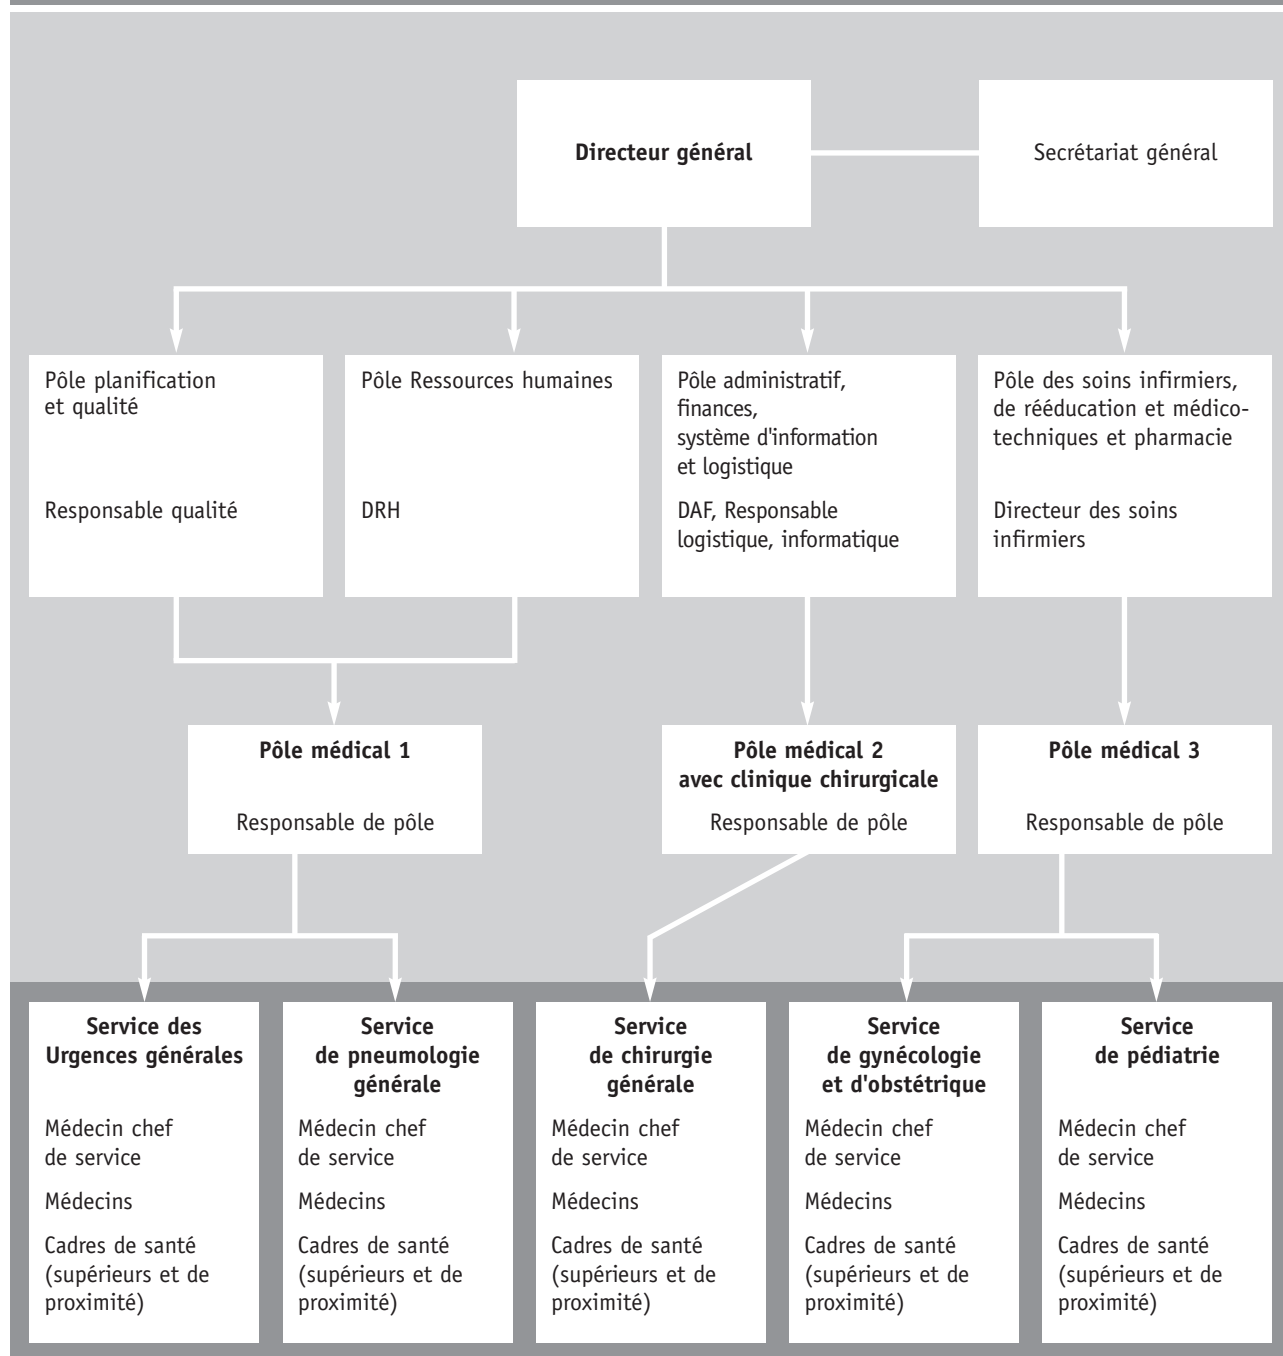 Directeur général
Secrétariat général
Pôle planification
et qualité
Responsable qualité
Pôle Ressources humaines
DRH
Pôle administratif,
finances,
système d'information
et logistique
DAF, Responsable
logistique, informatique
Pôle des soins infirmiers,
de rééducation et médico-
techniques et pharmacie
Directeur des soins
infirmiers
Pôle médical 1
Responsable de pôle
Pôle médical 2
avec clinique chirurgicale
Responsable de pôle
Pôle médical 3
Responsable de pôle
Service des
Urgences générales
Médecin chef
de service
Médecins
Cadres de santé
(supérieurs et de
proximité)
Service
de pneumologie
générale
Médecin chef
de service
Médecins
Cadres de santé
(supérieurs et de
proximité)
Service
de chirurgie
générale
Médecin chef
de service
Médecins
Cadres de santé
(supérieurs et de
proximité)
Service
de gynécologie
et d'obstétrique
Médecin chef
de service
Médecins
Cadres de santé
(supérieurs et de
proximité)
Service
de pédiatrie
Médecin chef
de service
Médecins
Cadres de santé
(supérieurs et de
proximité)